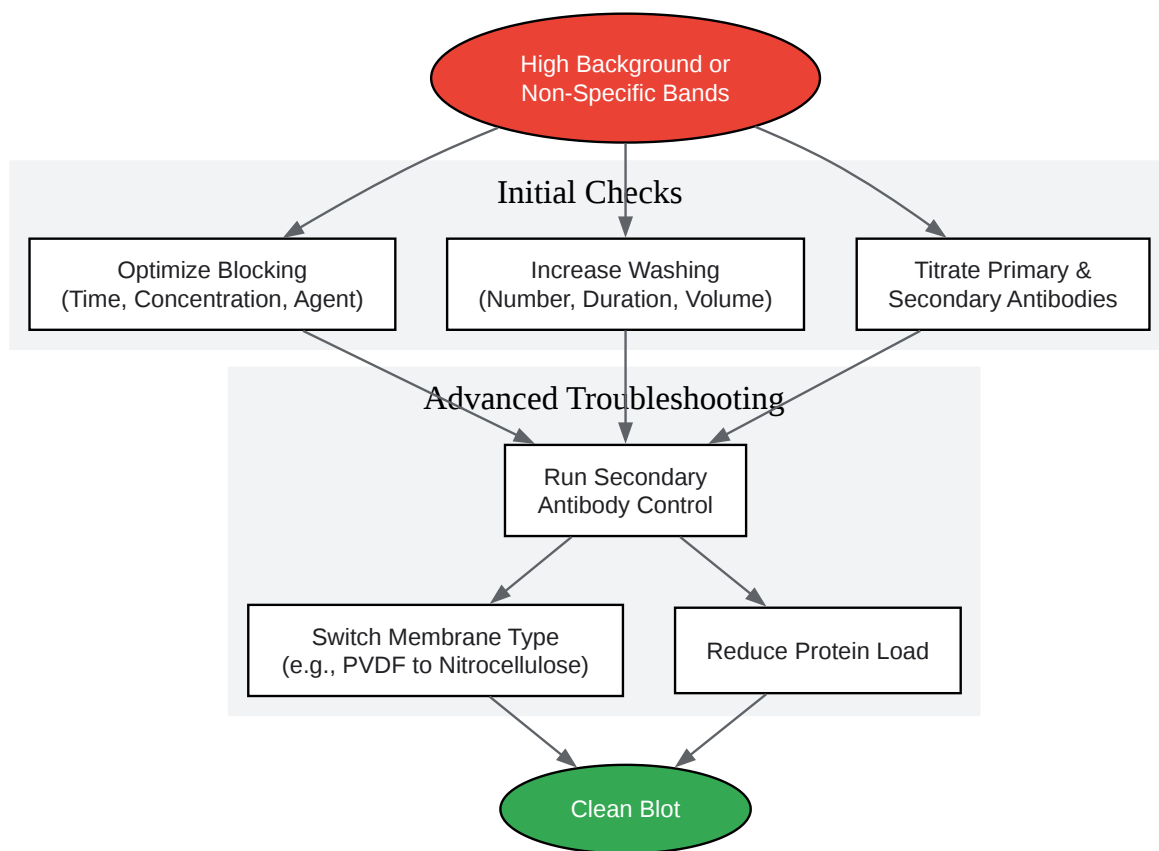 High Background or
Non-Specific Bands
Initial Checks
Optimize Blocking
(Time, Concentration, Agent)
Increase Washing
(Number, Duration, Volume)
Titrate Primary &
Secondary Antibodies
Advanced Troubleshooting
Run Secondary
Antibody Control
Switch Membrane Type
(e.g., PVDF to Nitrocellulose)
Reduce Protein Load
Clean Blot